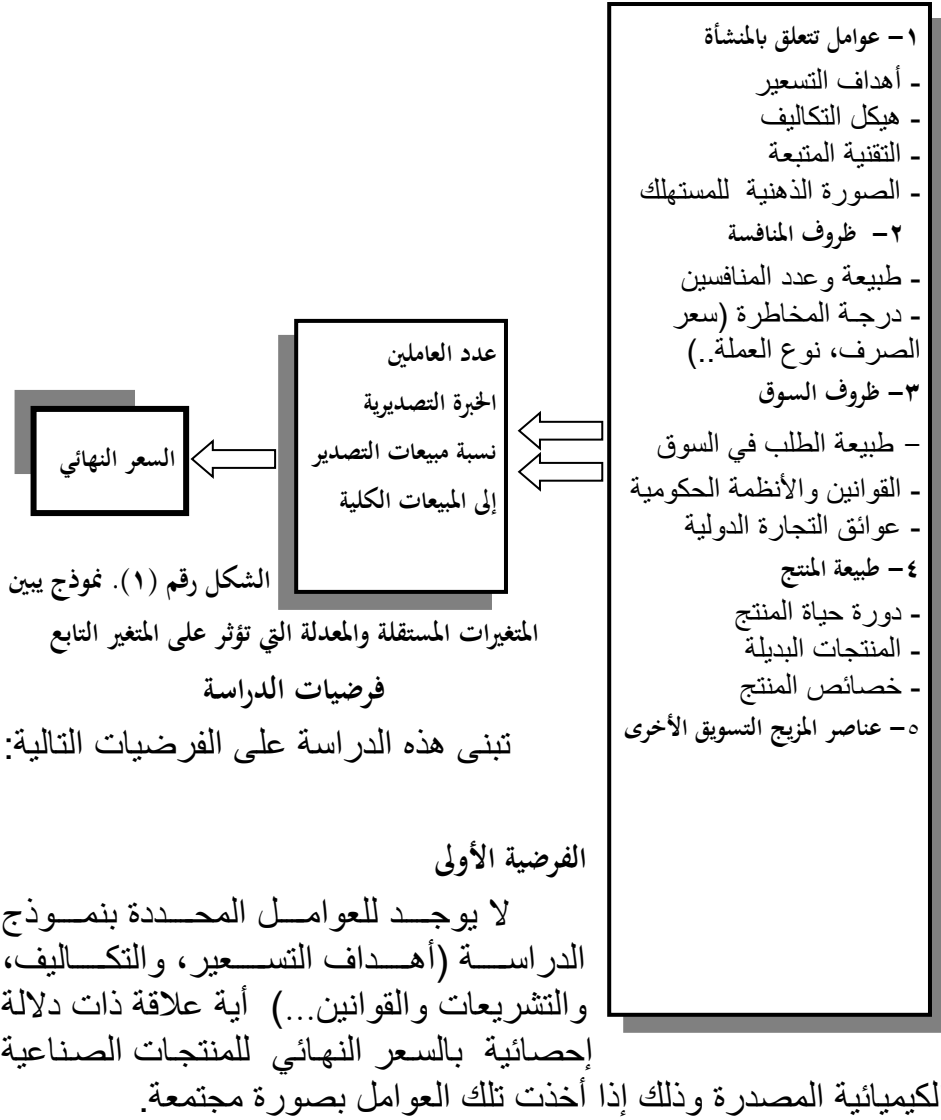 ١- عوامل تتعلق بالمنشأة
- أهداف التسعير
- هيكل التكاليف
- التقنية المتبعة
- الصورة الذهنية للمستهلك
٢- ظروف المنافسة
- طبيعة وعدد المنافسين
- درجة المخاطرة (سعر
الصرف، نوع العملة..)
٣- ظروف السوق
- طبيعة الطلب في السوق
- القوانين والأنظمة الحكومية
- عوائق التجارة الدولية
٤- طبيعة المنتج
- دورة حياة المنتج
- المنتجات البديلة
- خصائص المنتج
٥- عناصر المزيج التسويق الأخرى
عدد العاملين
الخبرة التصديرية
نسبة مبيعات التصدير
إلى المبيعات الكلية
السعر النهائي
الشكل رقم (١). نموذج يبين
المتغيرات المستقلة والمعدلة التي تؤثر على المتغير التابع
فرضيات الدراسة
تبنى هذه الدراسة على الفرضيات التالية:
الفرضية الأولى
لا يوجد للعوامل المحددة بنموذج
الدراسة (أهداف التسعير، والتكاليف،
والتشريعات والقوانين...) أية علاقة ذات دلالة
إحصائية بالسعر النهائي للمنتجات الصناعية
لكيميائية المصدرة وذلك إذا أخذت تلك العوامل بصورة مجتمعة.